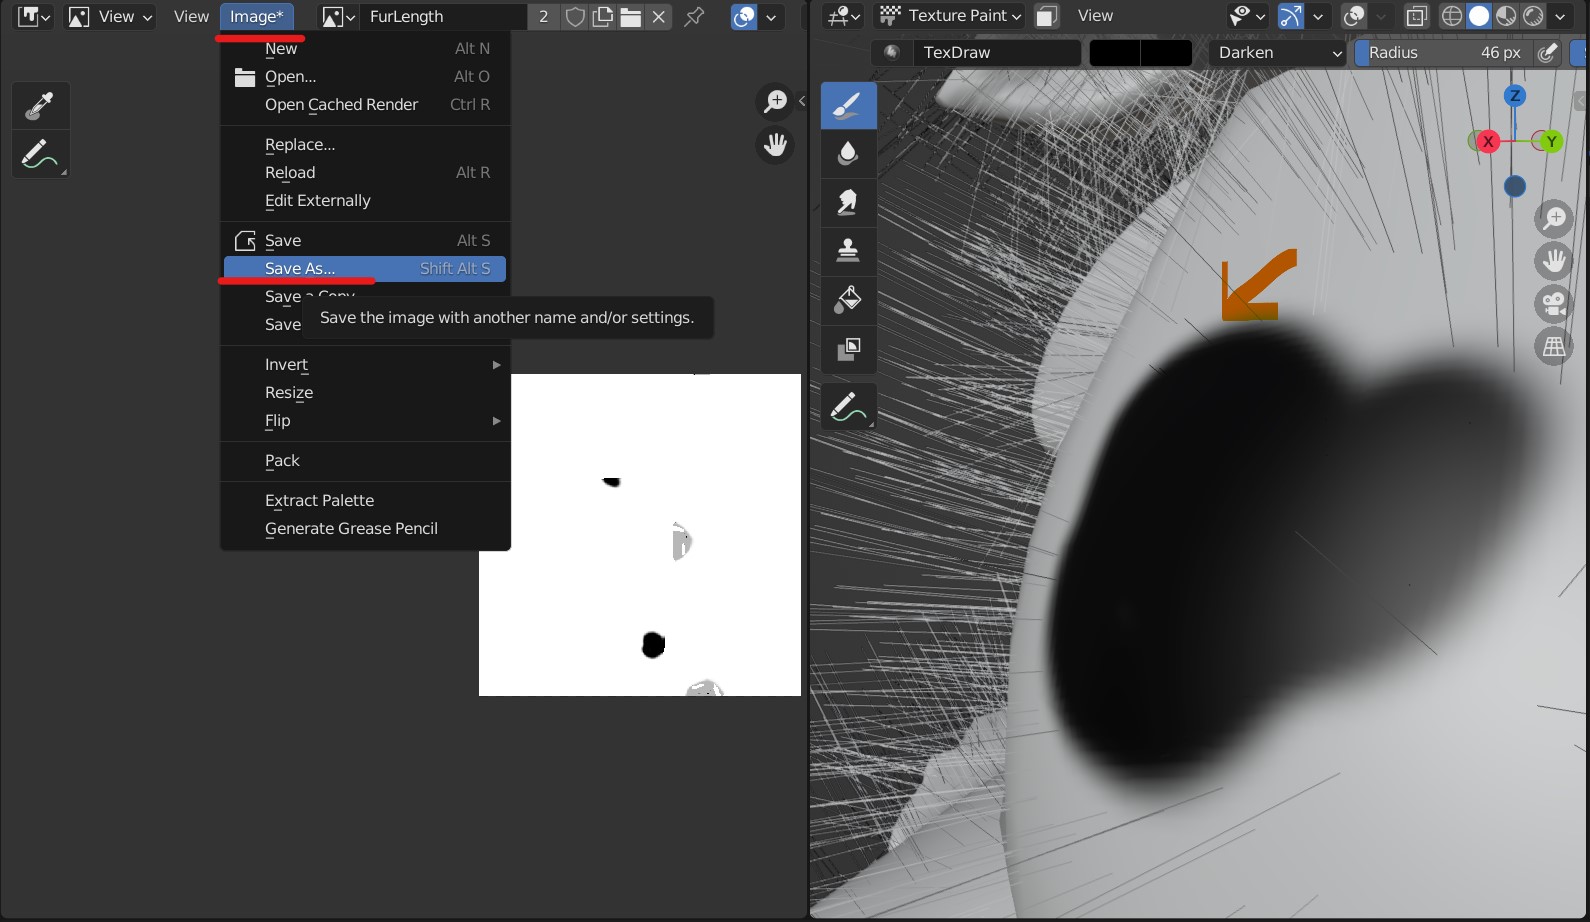 View View Image* FurLength 2
New Alt N
Open... Alt O
Open Cached Render Ctrl R
Replace...
Reload Alt R
Edit Externally
Save Alt S
Save As... Shift Alt S
Save a Copy
Save
Save the image with another name and/or settings.
Invert
Resize
Flip
Pack
Extract Palette
Generate Grease Pencil
Texture Paint View
TexDraw Darken Radius 46 px
Z
X Y